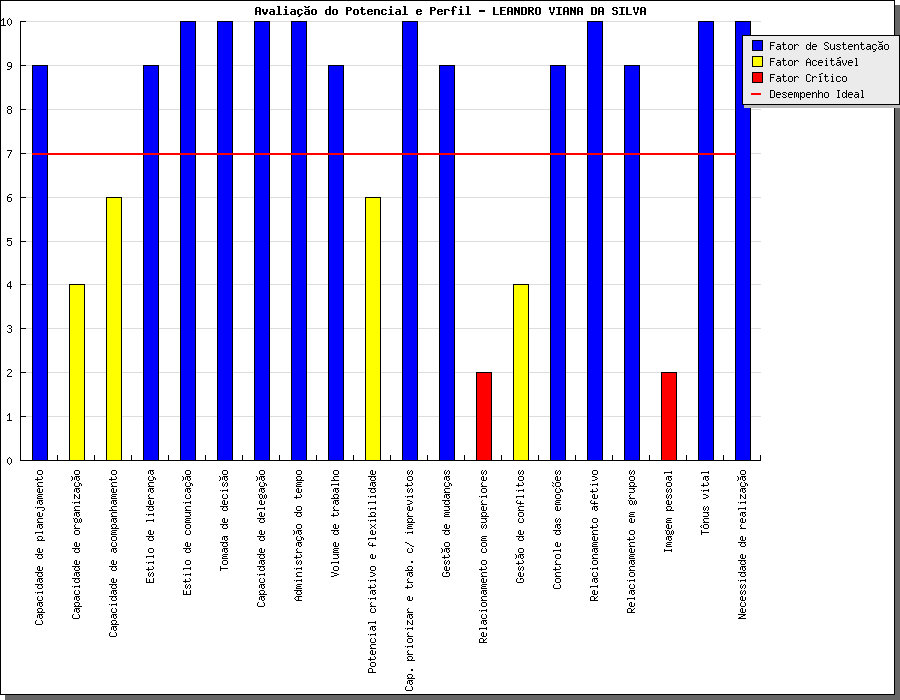 Avaliação do Potencial e Perfil - LEANDRO VIANA DA SILVA
10
9
8
7
6
5
4
3
2
1
0
Fator de Sustentação
Fator Aceitável
Fator Crítico
Desempenho Ideal
Capacidade de planejamento
Capacidade de organização
Capacidade de acompanhamento
Estilo de liderança
Estilo de comunicação
Tomada de decisão
Capacidade de delegação
Administração do tempo
Volume de trabalho
Potencial criativo e flexibilidade
Cap. priorizar e trab. c/ imprevistos
Gestão de mudanças
Relacionamento com superiores
Gestão de conflitos
Controle das emoções
Relacionamento afetivo
Relacionamento em grupos
Imagem pessoal
Tônus vital
Necessidade de realização